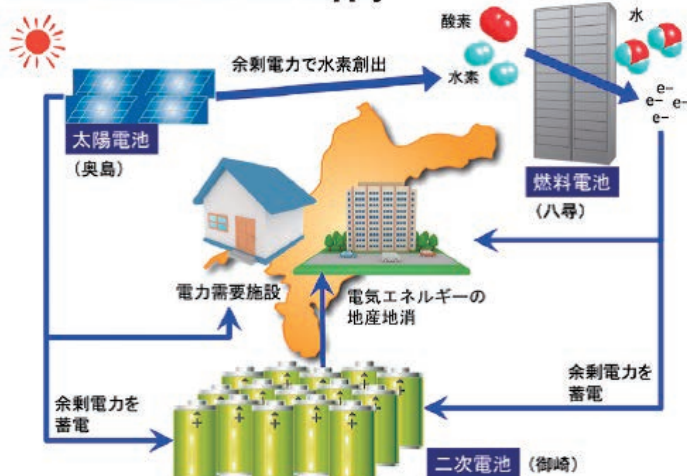 酸素
水
余剰電力で水素創出
水素
e-
e- e-
e-
太陽電池
(奥島)
燃料電池
(八尋)
電力需要施設
電気エネルギーの
地産地消
余剰電力を
蓄電
余剰電力を
蓄電
+ + + + +
二次電池 (御崎)